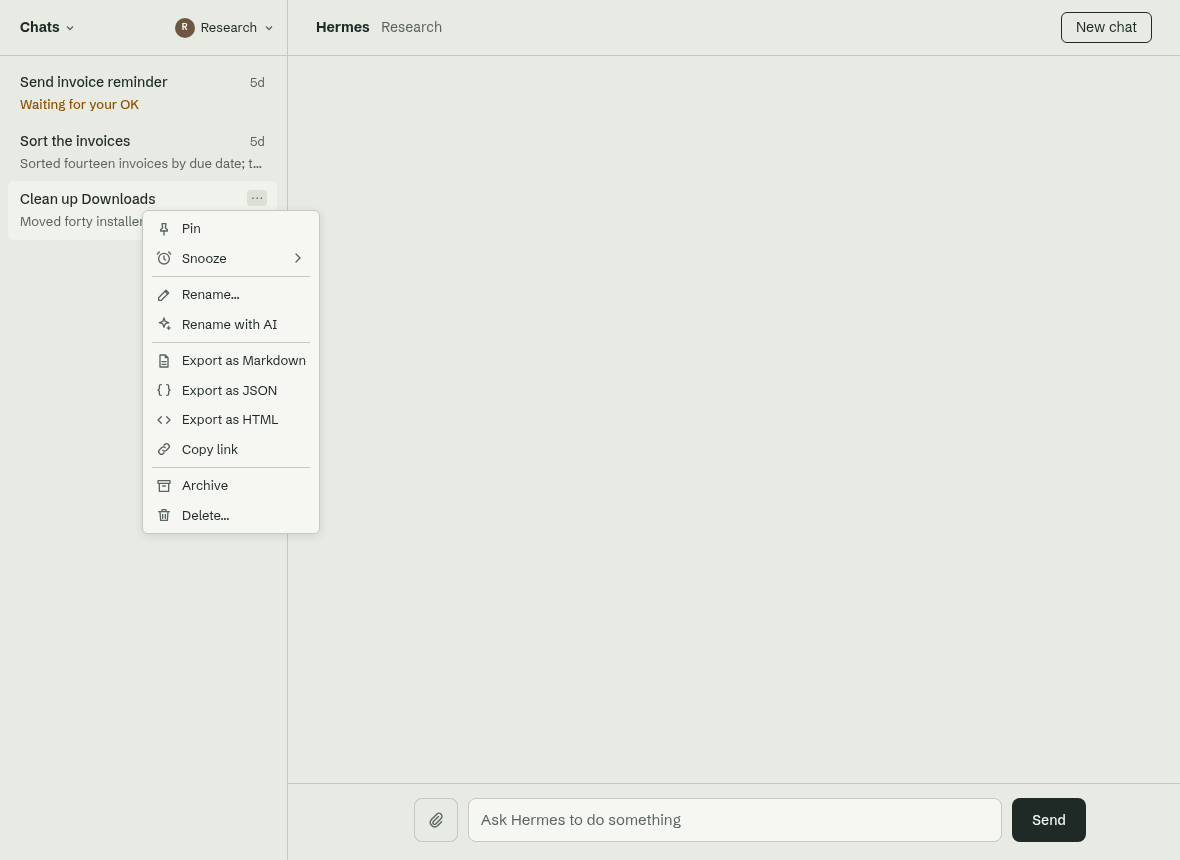 Chats
R Research
Hermes Research
New chat
Send invoice reminder 5d
Waiting for your OK
Sort the invoices 5d
Sorted fourteen invoices by due date; t…
Clean up Downloads
Moved forty installer
Pin
Snooze
Rename…
Rename with AI
Export as Markdown
Export as JSON
Export as HTML
Copy link
Archive
Delete…
Ask Hermes to do something
Send